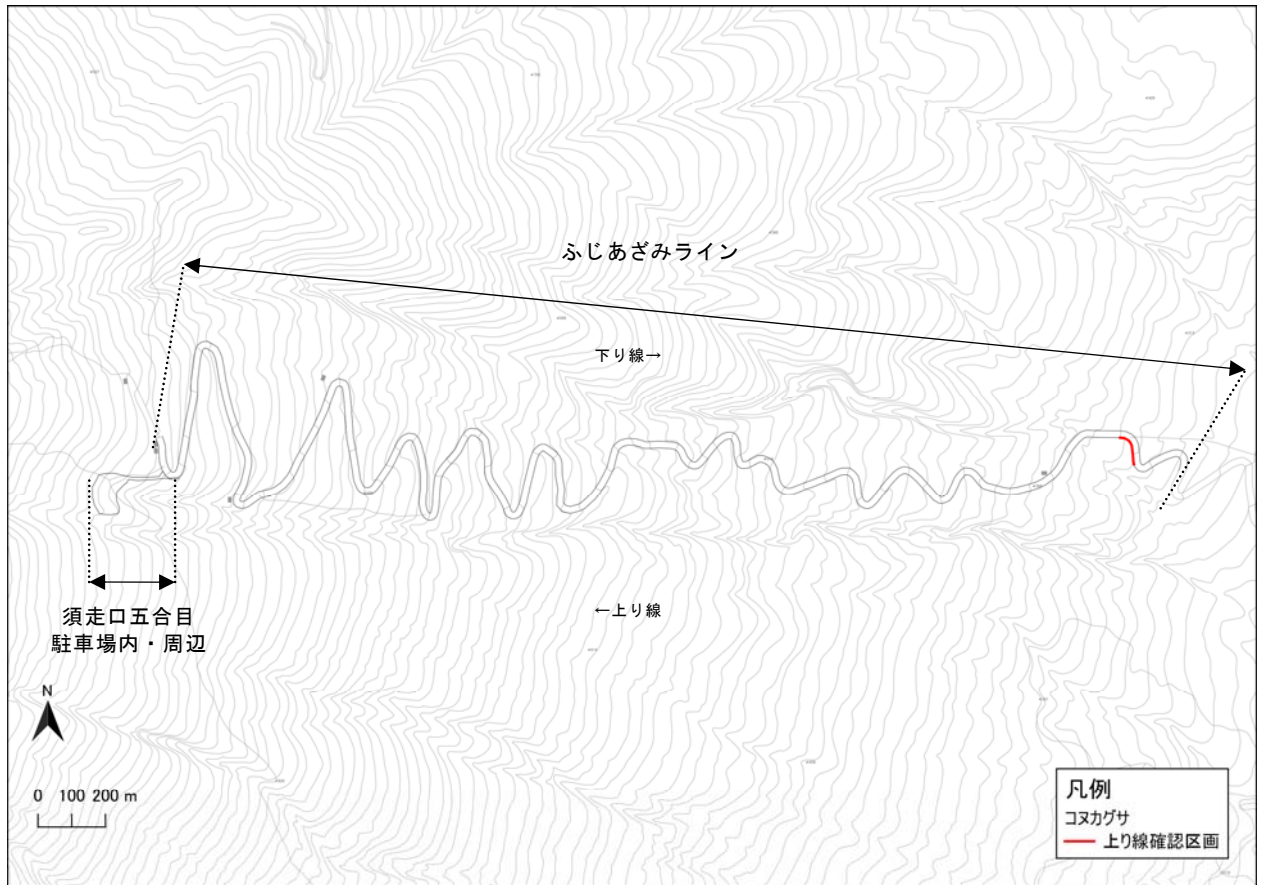 ふじあざみライン
下り線→
←上り線
須走口五合目
駐車場内・周辺
N
0 100 200 m
凡例
コヌカグサ
上り線確認区画